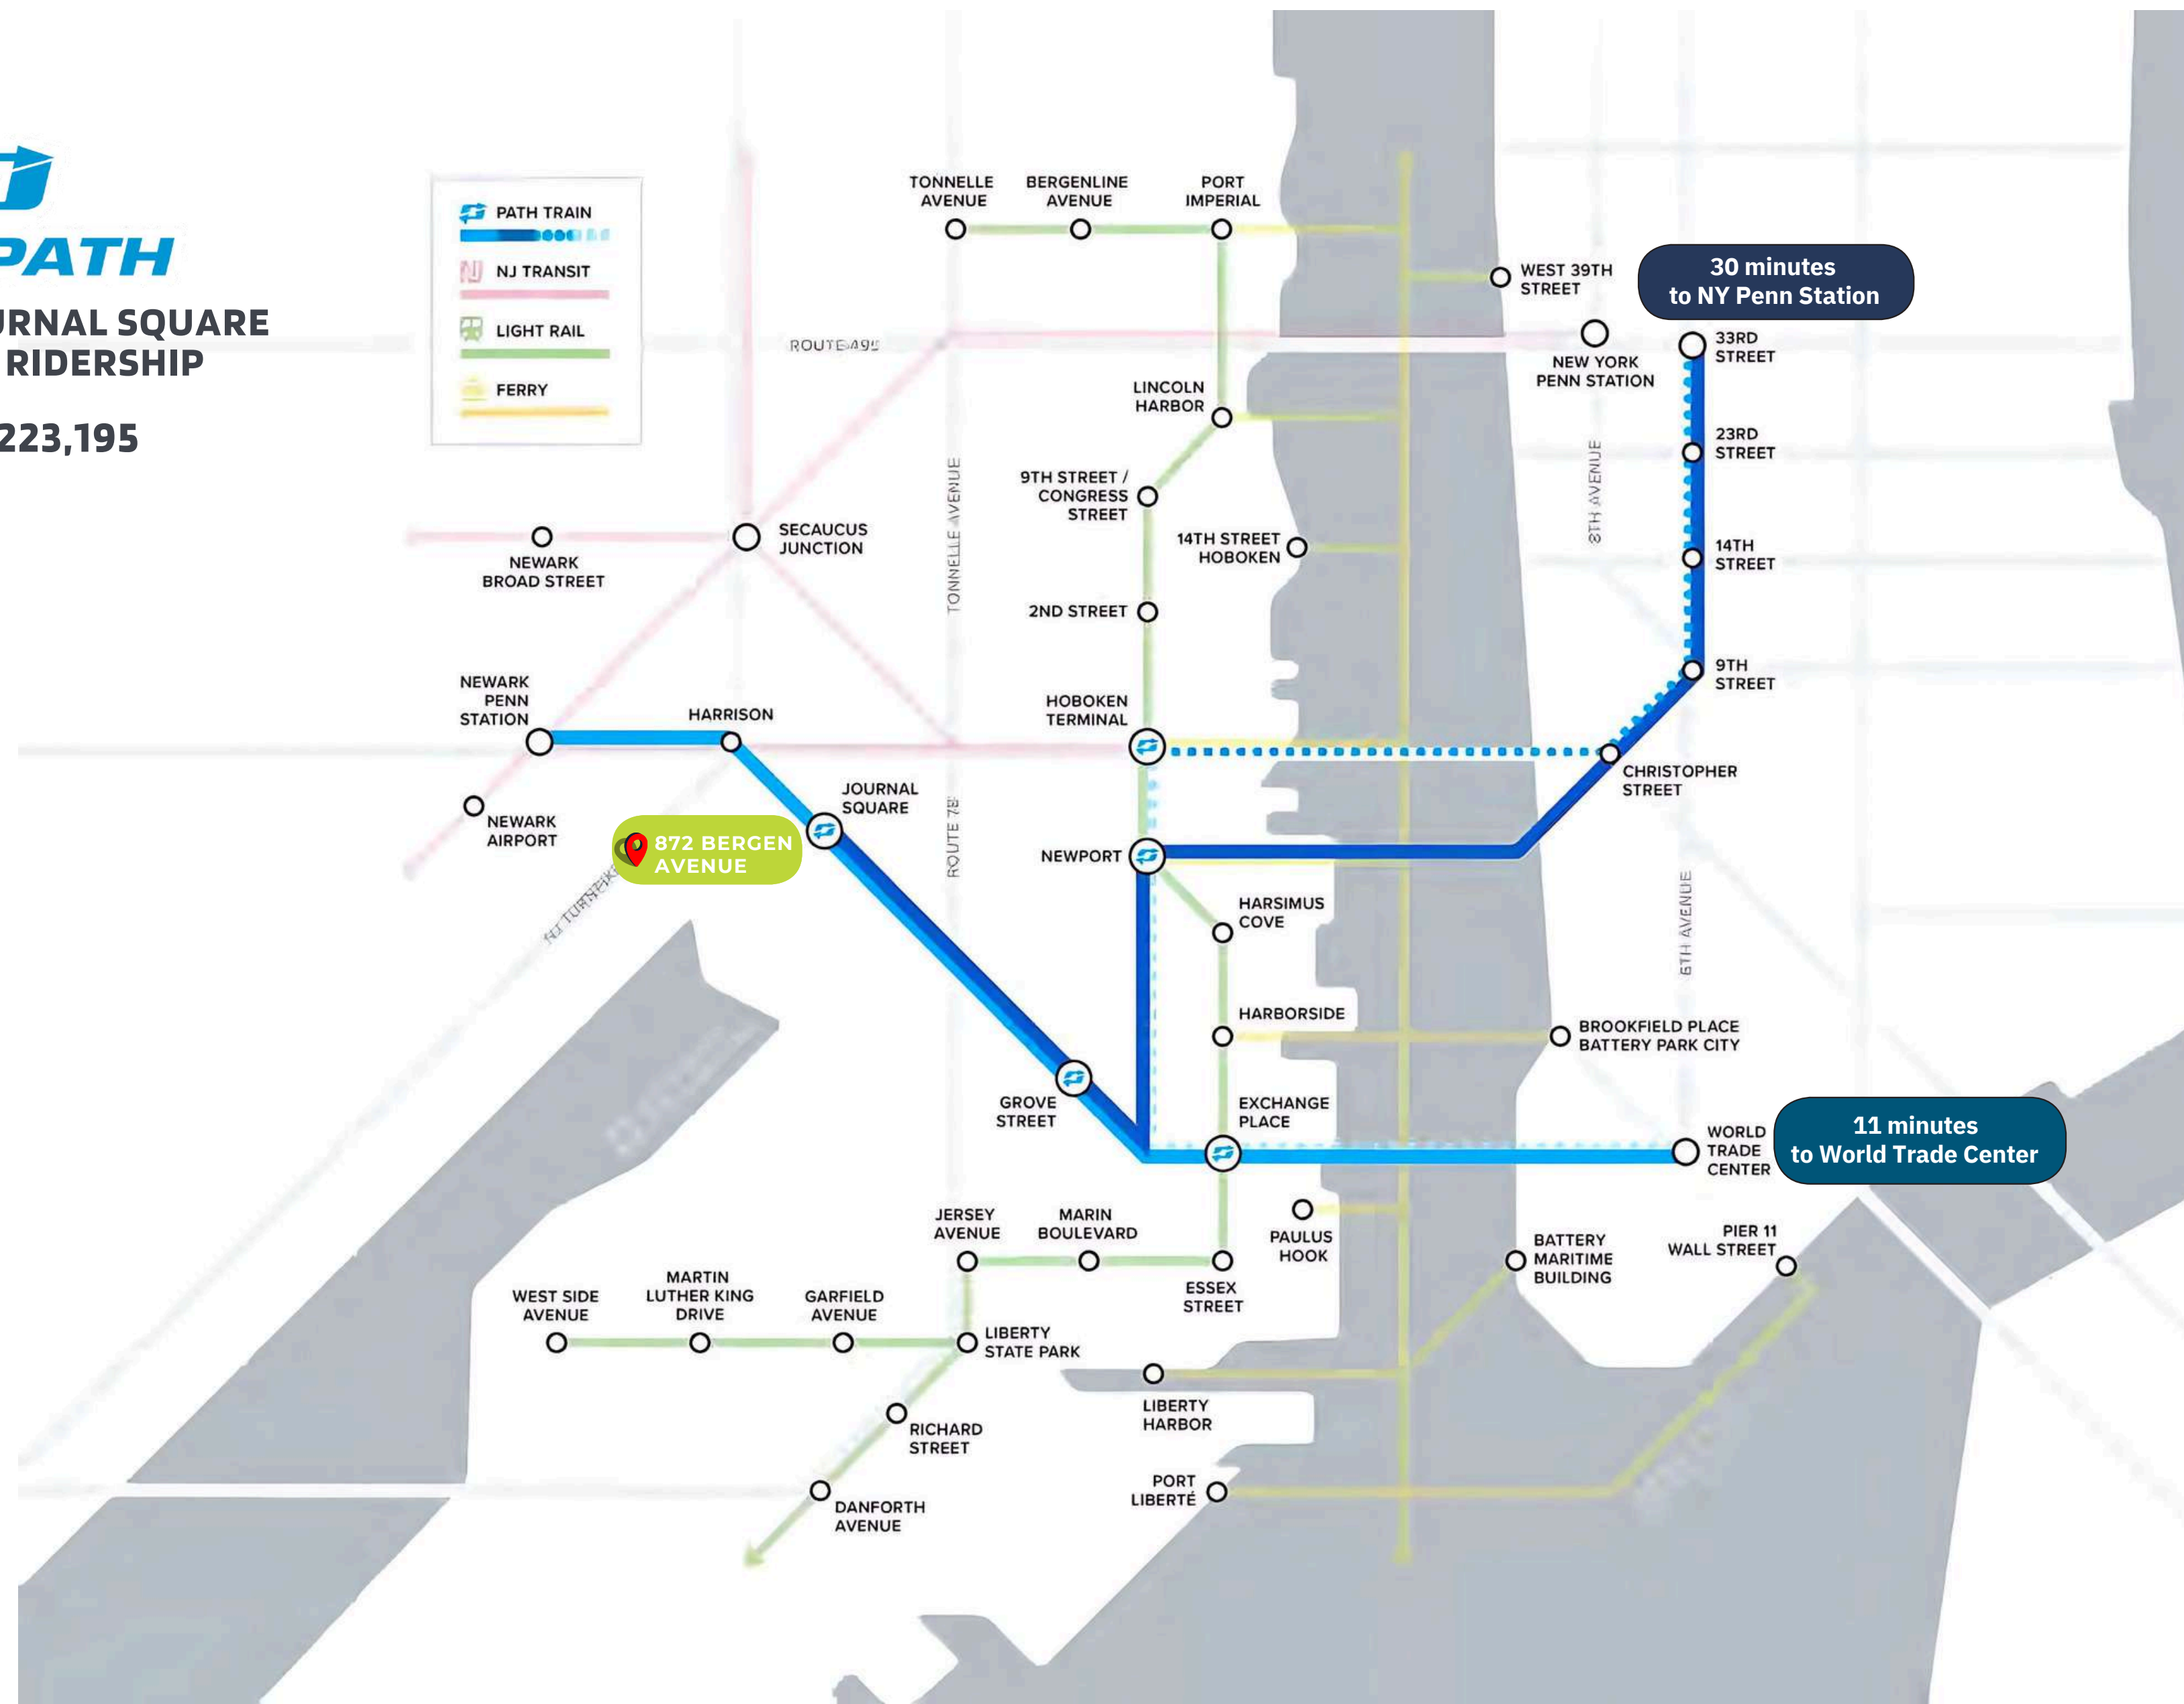 PATH
URNAL SQUARE
RIDERSHIP
223,195
PATH TRAIN
NJ TRANSIT
LIGHT RAIL
FERRY
TONNELLE
AVENUE
BERGENLINE
AVENUE
PORT
IMPERIAL
WEST 39TH
STREET
30 minutes
to NY Penn Station
ROUTE 495
NEW YORK
PENN STATION
33RD
STREET
LINCOLN
HARBOR
23RD
STREET
8TH AVENUE
TONNELLE AVENUE
9TH STREET /
CONGRESS
STREET
SECAUCUS
JUNCTION
NEWARK
BROAD STREET
14TH STREET
HOBOKEN
14TH
STREET
2ND STREET
NEWARK
PENN
STATION
HARRISON
HOBOKEN
TERMINAL
9TH
STREET
CHRISTOPHER
STREET
JOURNAL
SQUARE
NEWARK
AIRPORT
872 BERGEN
AVENUE
ROUTE 78
NEWPORT
NJ TURNPIKE
HARSIMUS
COVE
6TH AVENUE
HARBORSIDE
BROOKFIELD PLACE
BATTERY PARK CITY
GROVE
STREET
EXCHANGE
PLACE
WORLD
TRADE
CENTER
11 minutes
to World Trade Center
JERSEY
AVENUE
MARIN
BOULEVARD
ESSEX
STREET
PAULUS
HOOK
BATTERY
MARITIME
BUILDING
PIER 11
WALL STREET
WEST SIDE
AVENUE
MARTIN
LUTHER KING
DRIVE
GARFIELD
AVENUE
LIBERTY
STATE PARK
LIBERTY
HARBOR
RICHARD
STREET
PORT
LIBERTÉ
DANFORTH
AVENUE